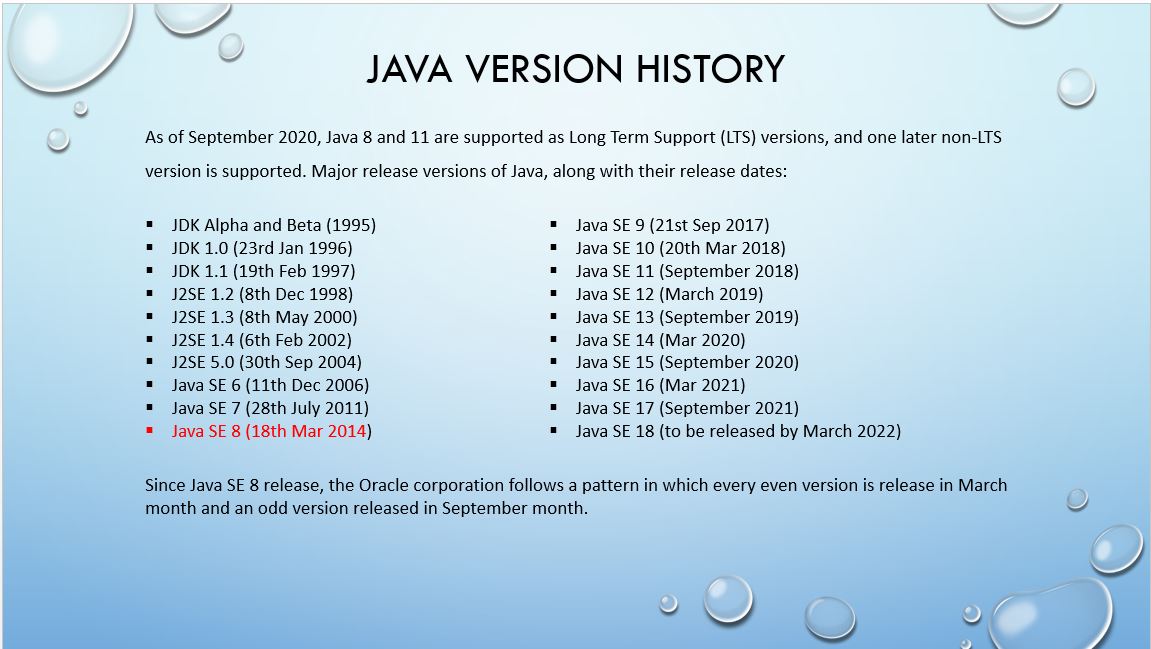 JAVA VERSION HISTORY
As of September 2020, Java 8 and 11 are supported as Long Term Support (LTS) versions, and one later non-LTS
version is supported. Major release versions of Java, along with their release dates:
▪ JDK Alpha and Beta (1995)
▪ JDK 1.0 (23rd Jan 1996)
▪ JDK 1.1 (19th Feb 1997)
▪ J2SE 1.2 (8th Dec 1998)
▪ J2SE 1.3 (8th May 2000)
▪ J2SE 1.4 (6th Feb 2002)
▪ J2SE 5.0 (30th Sep 2004)
▪ Java SE 6 (11th Dec 2006)
▪ Java SE 7 (28th July 2011)
▪ Java SE 8 (18th Mar 2014)
▪ Java SE 9 (21st Sep 2017)
▪ Java SE 10 (20th Mar 2018)
▪ Java SE 11 (September 2018)
▪ Java SE 12 (March 2019)
▪ Java SE 13 (September 2019)
▪ Java SE 14 (Mar 2020)
▪ Java SE 15 (September 2020)
▪ Java SE 16 (Mar 2021)
▪ Java SE 17 (September 2021)
▪ Java SE 18 (to be released by March 2022)
Since Java SE 8 release, the Oracle corporation follows a pattern in which every even version is release in March
month and an odd version released in September month.